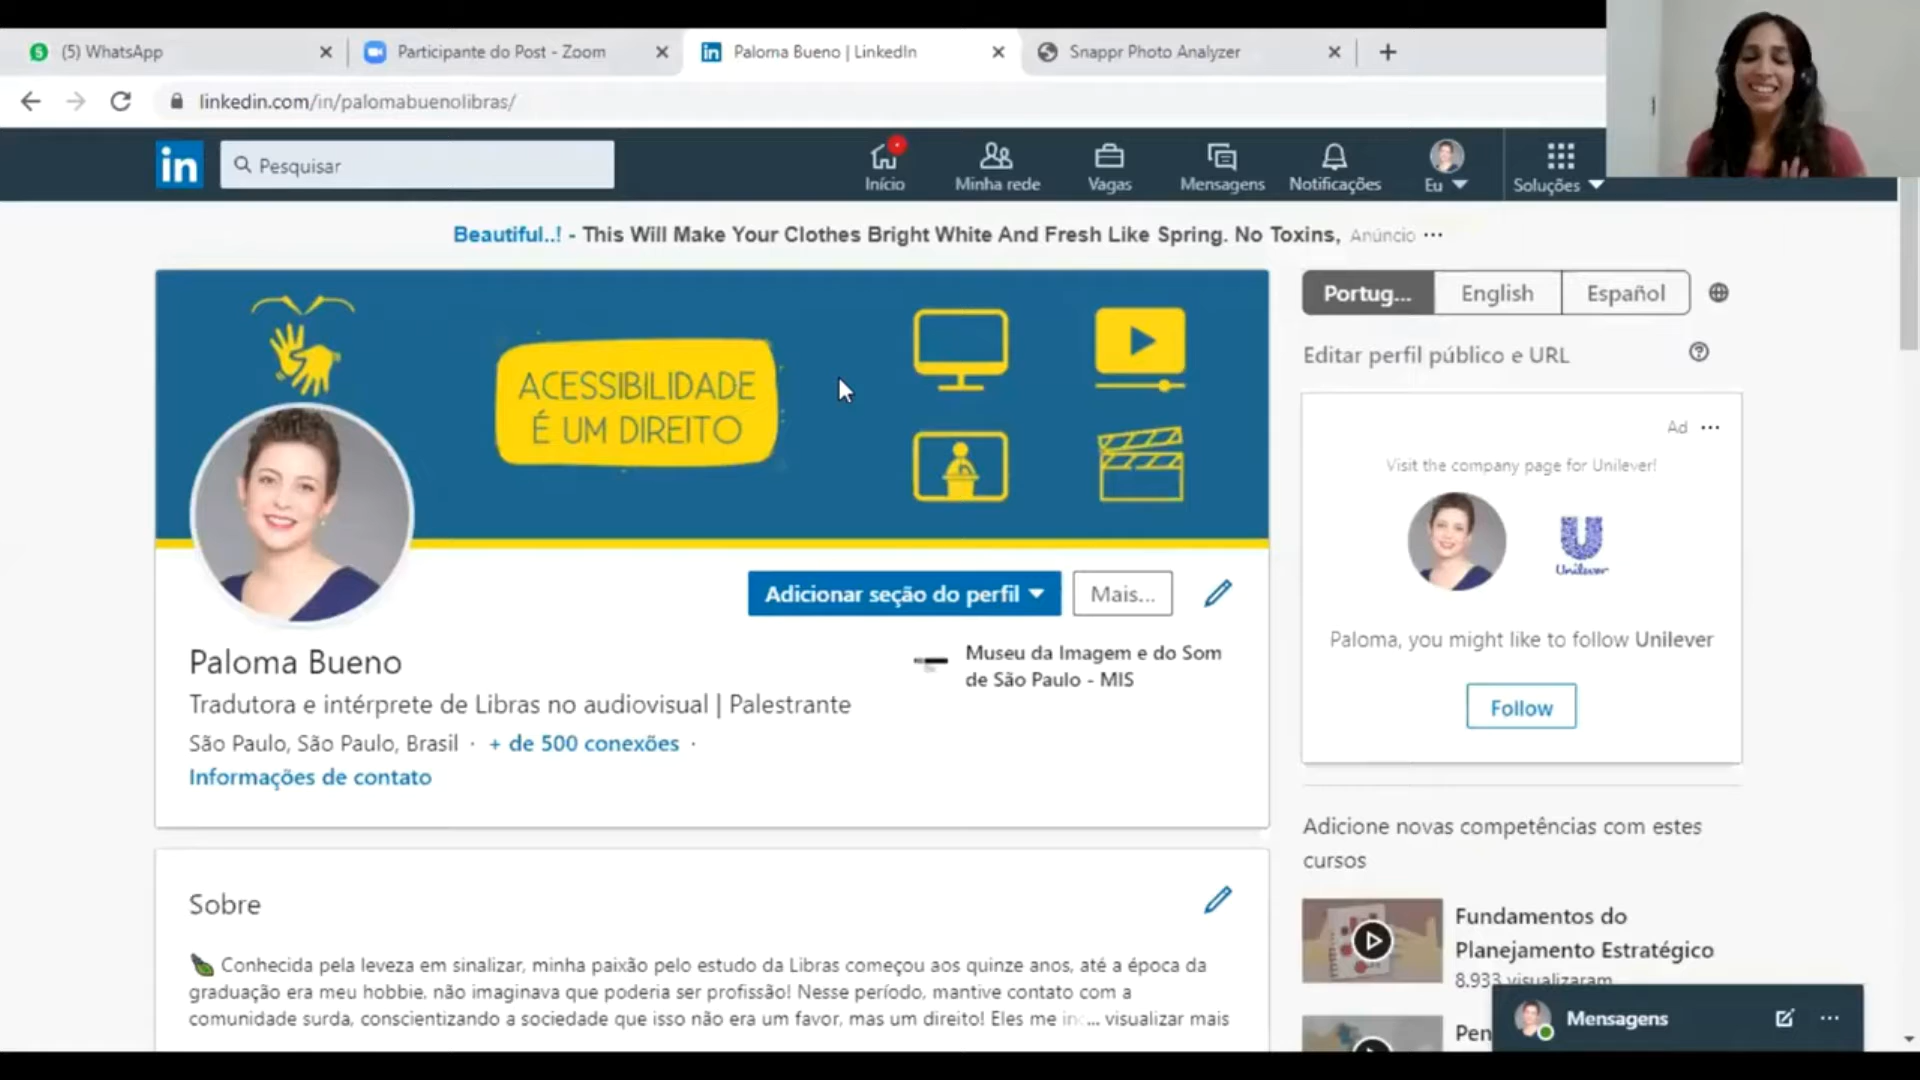 (5) WhatsApp
Participante do Post - Zoom
Paloma Bueno | LinkedIn
Snappr Photo Analyzer
linkedin.com/in/palomabuenolibras/
in
Pesquisar
Início
Minha rede
Vagas
Mensagens
Notificações
Eu
Soluções
Beautiful..! - This Will Make Your Clothes Bright White And Fresh Like Spring. No Toxins, Anúncio ···
ACESSIBILIDADE
É UM DIREITO
Portug...
English
Español
Editar perfil público e URL
Ad ···
Visit the company page for Unilever!
Unilever
Paloma, you might like to follow Unilever
Follow
Adicionar seção do perfil
Mais...
Paloma Bueno
Tradutora e intérprete de Libras no audiovisual | Palestrante
São Paulo, São Paulo, Brasil · + de 500 conexões ·
Informações de contato
Museu da Imagem e do Som
de São Paulo - MIS
Adicione novas competências com estes
cursos
Fundamentos do
Planejamento Estratégico
8.933 visualizaram
Pen
Mensagens
Sobre
Conhecida pela leveza em sinalizar, minha paixão pelo estudo da Libras começou aos quinze anos, até a época da
graduação era meu hobbie, não imaginava que poderia ser profissão! Nesse período, mantive contato com a
comunidade surda, conscientizando a sociedade que isso não era um favor, mas um direito! Eles me in... visualizar mais